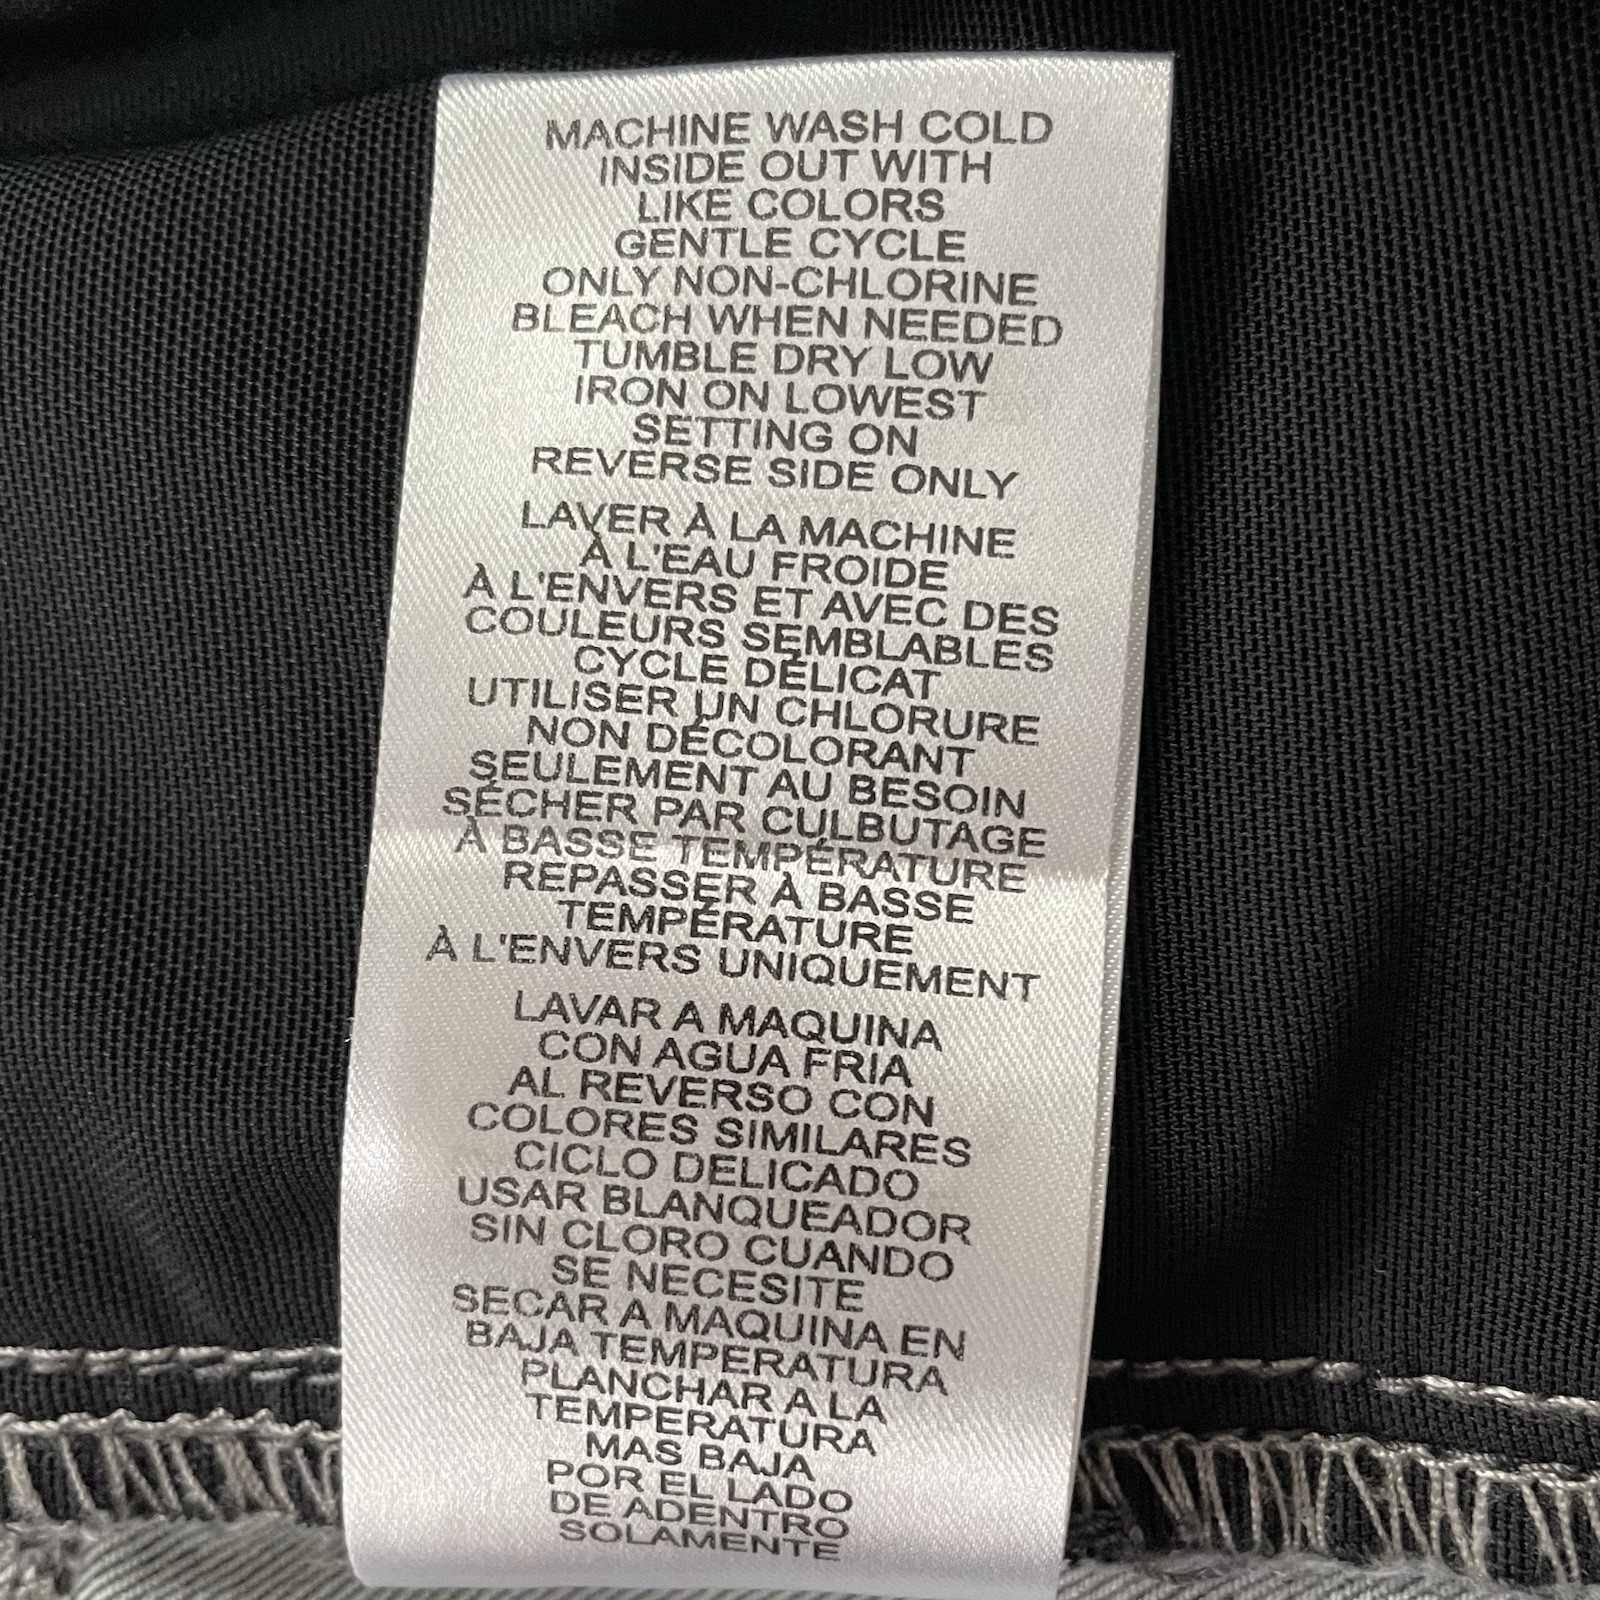 MACHINE WASH COLD
INSIDE OUT WITH
LIKE COLORS
GENTLE CYCLE
ONLY NON-CHLORINE
BLEACH WHEN NEEDED
TUMBLE DRY LOW
IRON ON LOWEST
SETTING ON
REVERSE SIDE ONLY
LAVER À LA MACHINE
À L'EAU FROIDE
À L'ENVERS ET AVEC DES
COULEURS SEMBLABLES
CYCLE DÉLICAT
UTILISER UN CHLORURE
NON DÉCOLORANT
SEULEMENT AU BESOIN
SÉCHER PAR CULBUTAGE
À BASSE TEMPÉRATURE
REPASSER À BASSE
TEMPÉRATURE
À L'ENVERS UNIQUEMENT
LAVAR A MAQUINA
CON AGUA FRIA
AL REVERSO CON
COLORES SIMILARES
CICLO DELICADO
USAR BLANQUEADOR
SIN CLORO CUANDO
SE NECESITE
SECAR A MAQUINA EN
BAJA TEMPERATURA
PLANCHAR A LA
TEMPERATURA
MAS BAJA
POR EL LADO
DE ADENTRO
SOLAMENTE